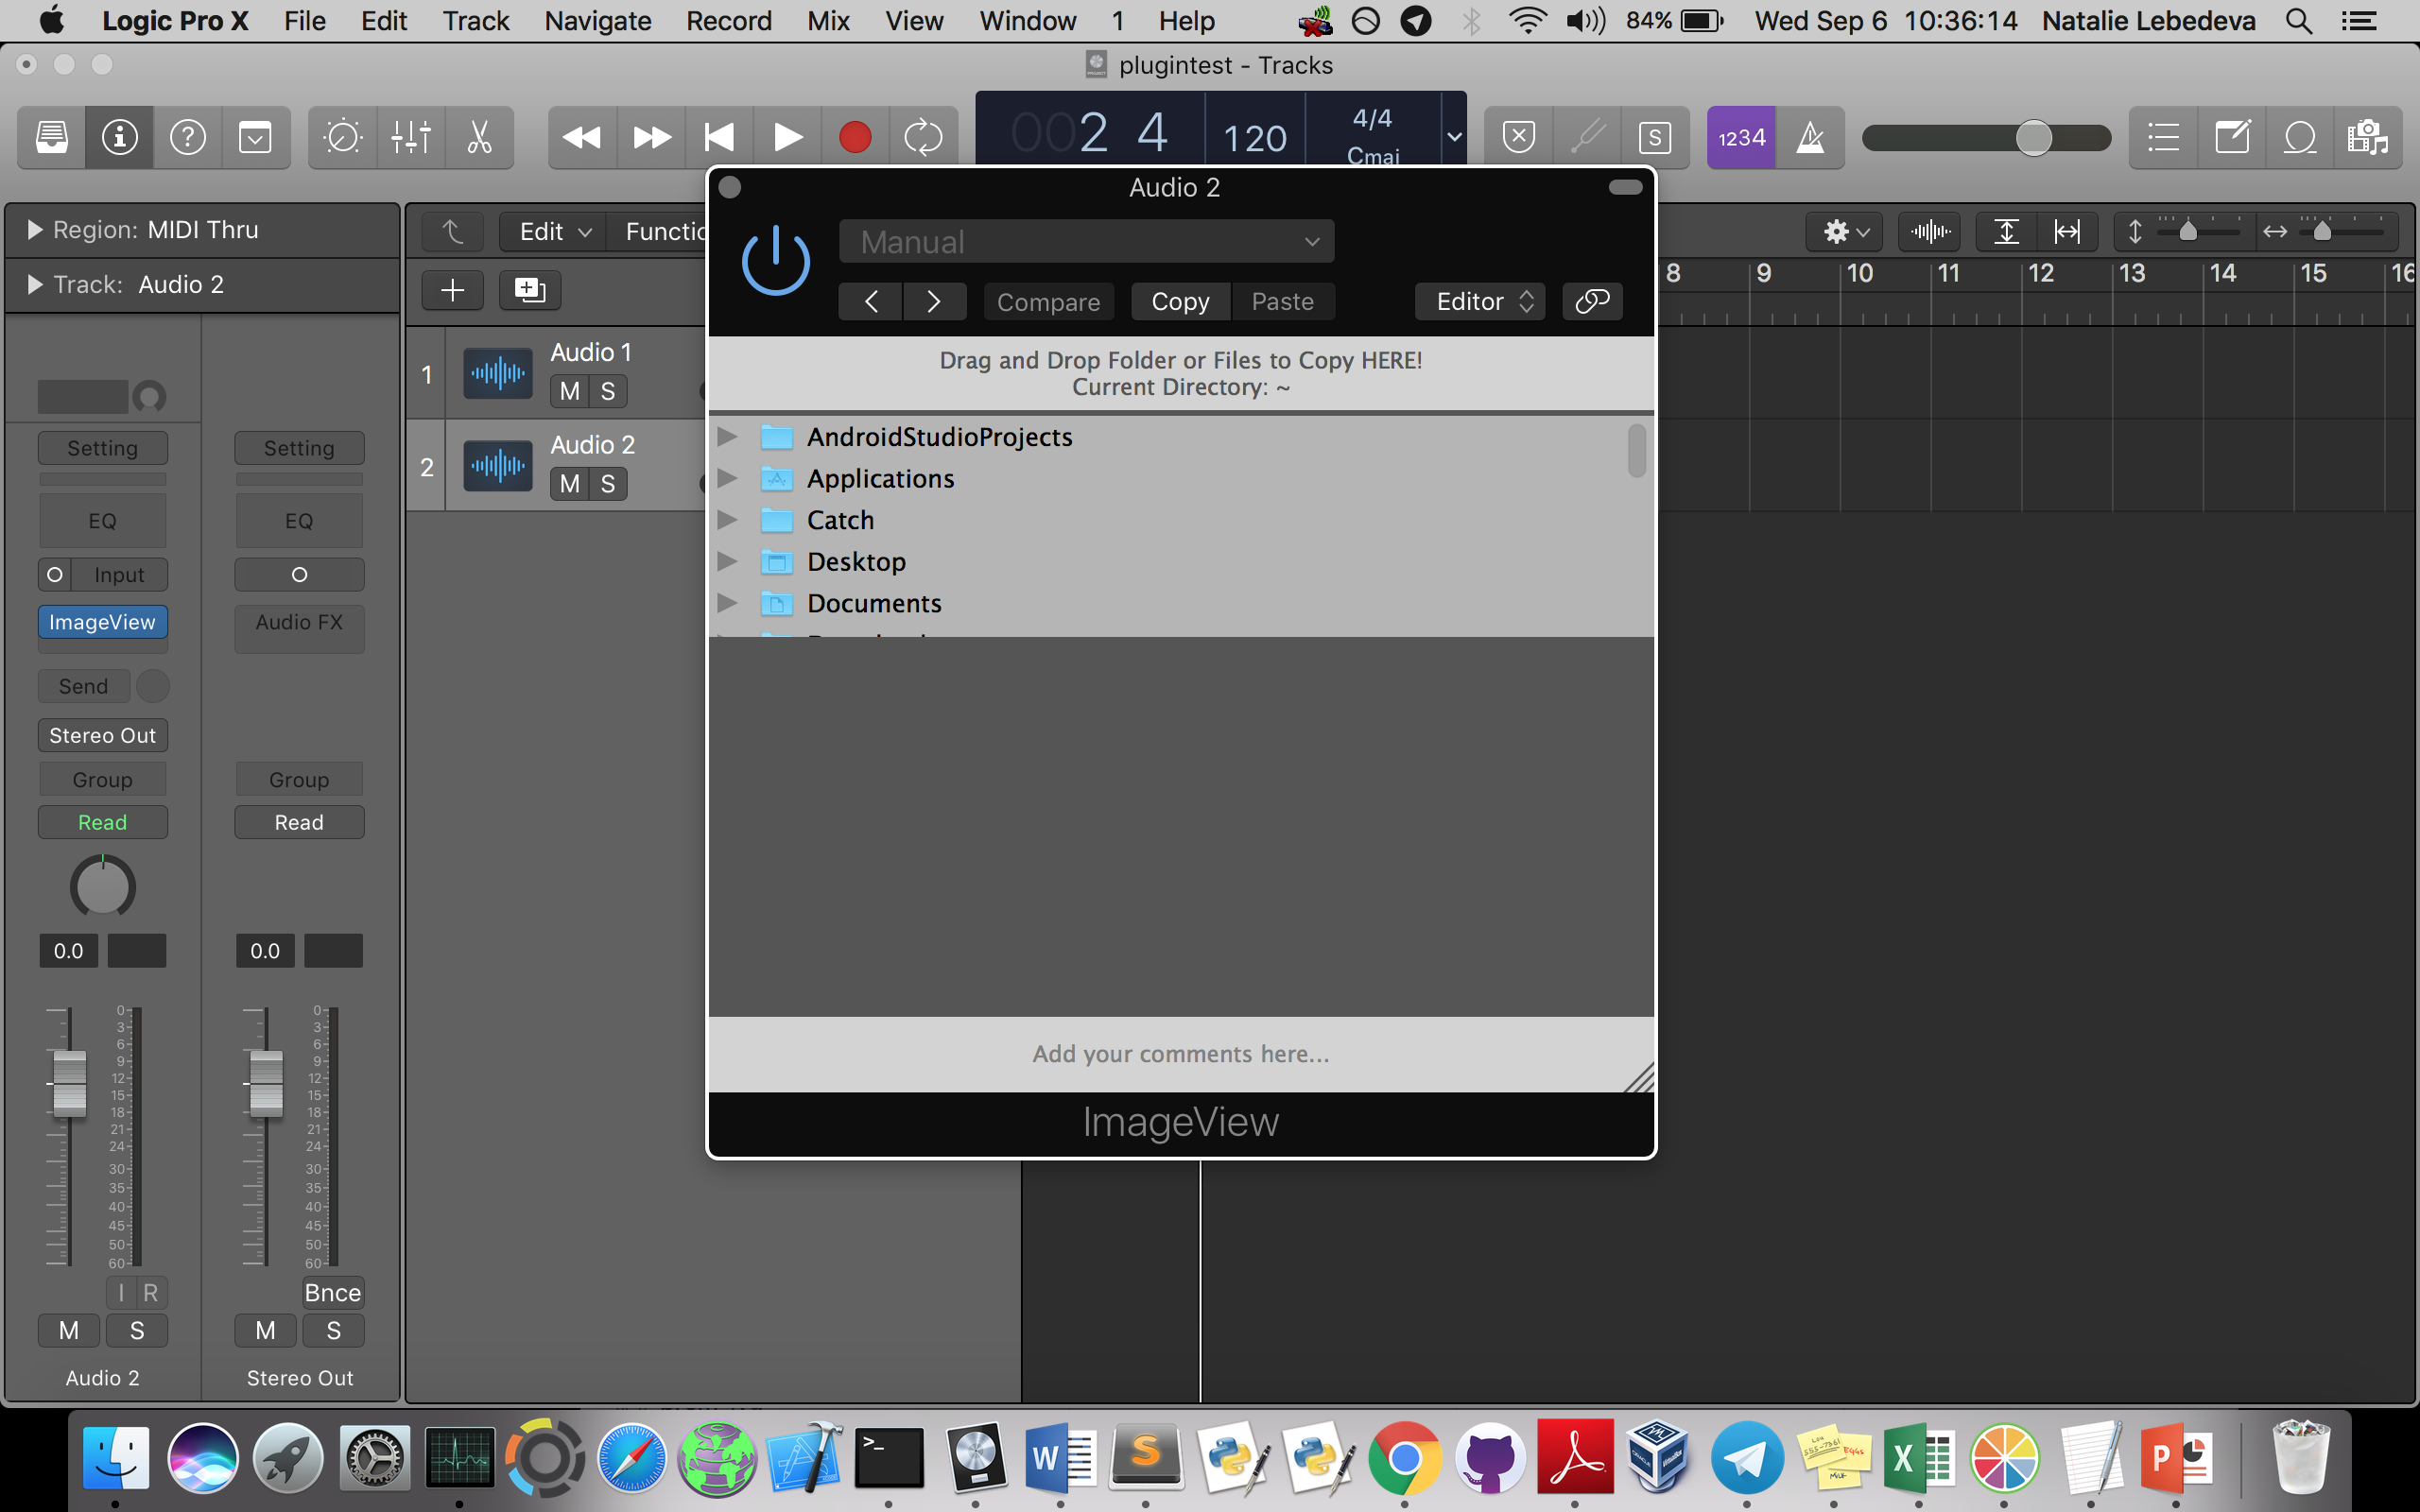 Logic Pro X File Edit Track Navigate Record Mix View Window 1 Help 84% Wed Sep 6 10:36:14 Natalie Lebedeva
plugintest - Tracks
002 4 120 4/4
Cmaj
S 1234
Audio 2
Region: MIDI Thru
Edit Functio
Manual
8 9 10 11 12 13 14 15 16
Track: Audio 2
Compare Copy Paste Editor
Drag and Drop Folder or Files to Copy HERE!
Current Directory: ~
1 Audio 1
M S
2 Audio 2
M S
AndroidStudioProjects
Applications
Catch
Desktop
Documents
Setting Setting
EQ EQ
Input
ImageView Audio FX
Send
Stereo Out
Group Group
Read Read
0.0 0.0
0 0
3 3
6 6
9 9
12 12
15 15
18 18
21 21
24 24
30 30
35 35
40 40
45 45
50 50
60 60
I R Bnce
M S M S
Audio 2 Stereo Out
Add your comments here...
ImageView